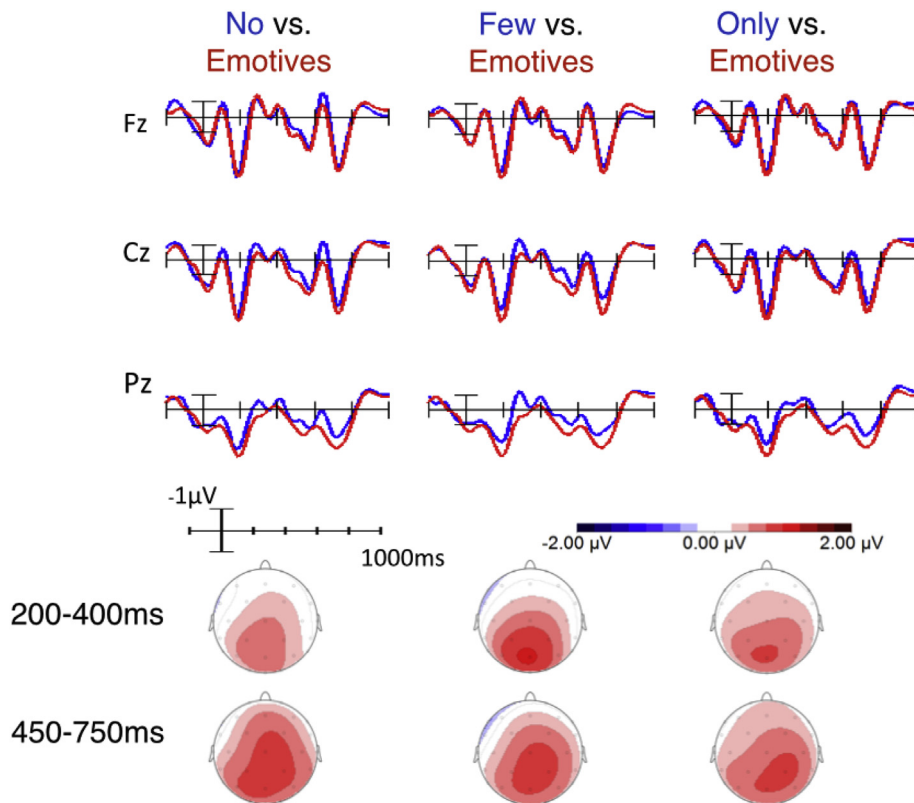 No vs.
Emotives
Few vs.
Emotives
Only vs.
Emotives
Fz
Cz
Pz
-1µV
1000ms
-2.00 µV 0.00 µV 2.00 µV
200-400ms
450-750ms